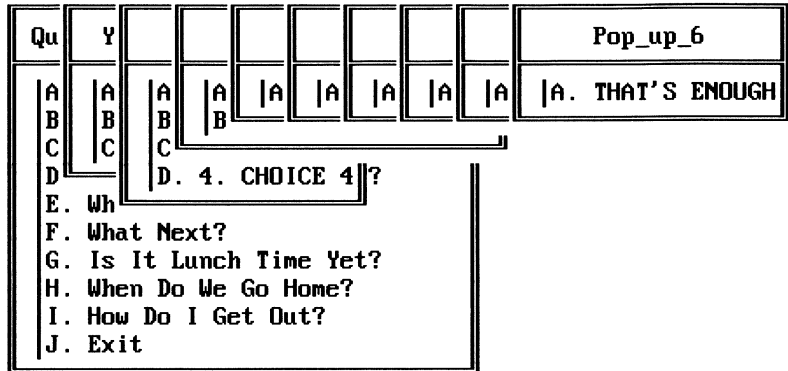 Qu Y Pop_up_6
A A A A A A A A A A. THAT'S ENOUGH
B B B B
C C C
D D. 4. CHOICE 4 ?
E. Wh
F. What Next?
G. Is It Lunch Time Yet?
H. When Do We Go Home?
I. How Do I Get Out?
J. Exit